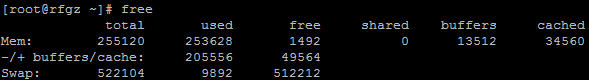 [root@rfgz ~]# free
             total       used       free     shared    buffers     cached
Mem:        255120     253628       1492          0      13512      34560
-/+ buffers/cache:     205556      49564
Swap:       522104       9892     512212